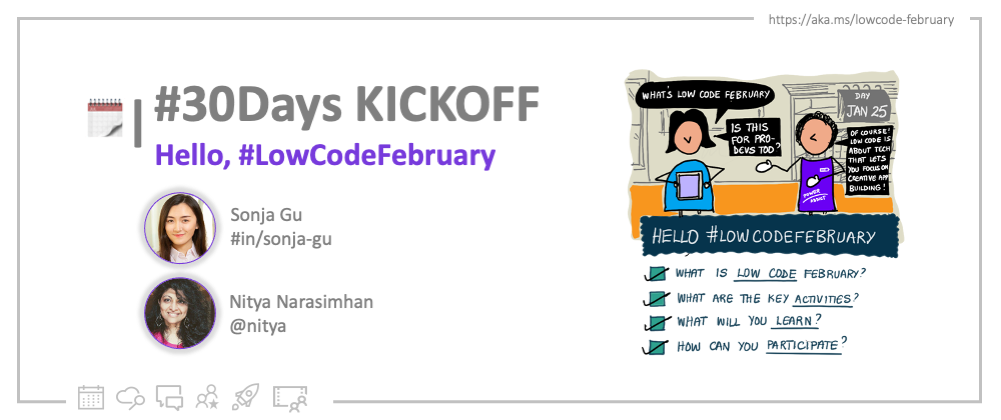 https://aka.ms/lowcode-february
#30Days KICKOFF
Hello, #LowCodeFebruary
Sonja Gu
#in/sonja-gu
Nitya Narasimhan
@nitya
WHAT'S LOW CODE FEBRUARY
IS THIS
FOR PRO-
DEVS TOO?
DAY
JAN 25
OF COURSE!
LOW CODE IS
ABOUT TECH
THAT LETS
YOU FOCUS ON
CREATIVE APP
BUILDING!
POWER
ADDICT
HELLO #LOWCODEFEBRUARY
WHAT IS LOW CODE FEBRUARY?
WHAT ARE THE KEY ACTIVITIES?
WHAT WILL YOU LEARN?
HOW CAN YOU PARTICIPATE?